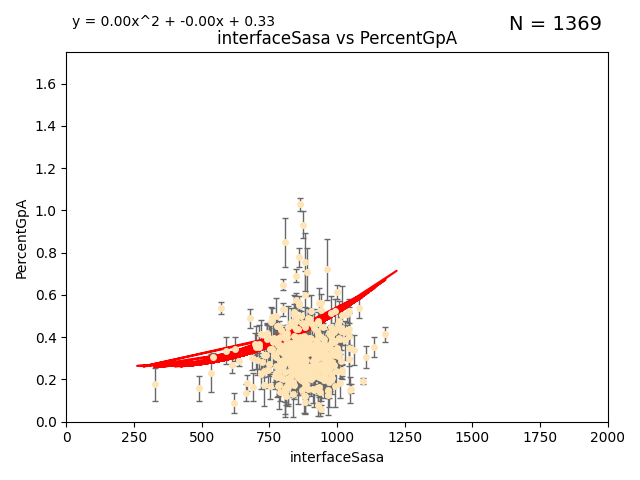 y = 0.00x^2 + -0.00x + 0.33
N = 1369
interfaceSasa vs PercentGpA
PercentGpA
1.6
1.4
1.2
1.0
0.8
0.6
0.4
0.2
0.0
0 250 500 750 1000 1250 1500 1750 2000
interfaceSasa